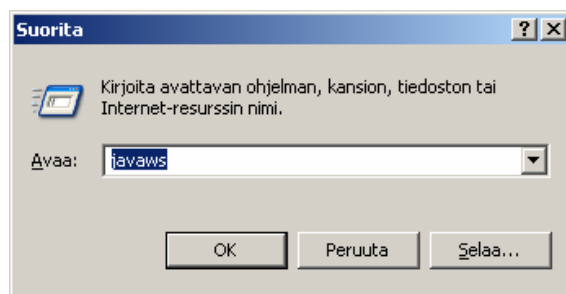 Suorita
Kirjoita avattavan ohjelman, kansion, tiedoston tai
Internet-resurssin nimi.
Avaa: javaws
OK Peruuta Selaa...